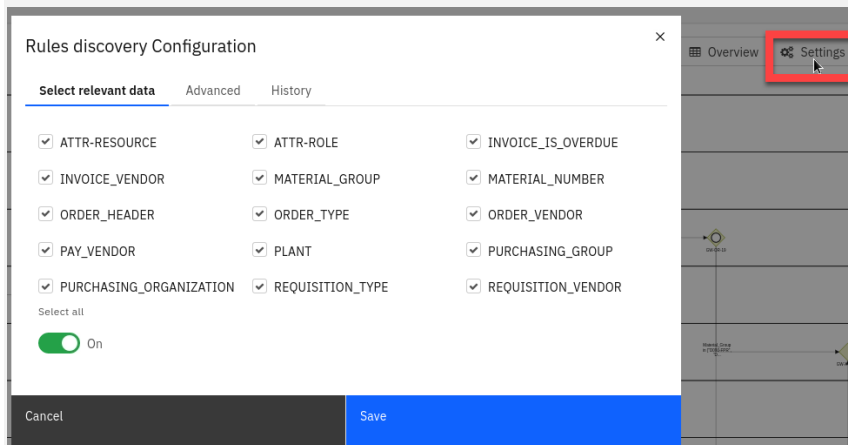 Rules discovery Configuration
Overview
Settings
Select relevant data Advanced History
ATTR-RESOURCE ATTR-ROLE INVOICE_IS_OVERDUE
INVOICE_VENDOR MATERIAL_GROUP MATERIAL_NUMBER
ORDER_HEADER ORDER_TYPE ORDER_VENDOR
PAY_VENDOR PLANT PURCHASING_GROUP
PURCHASING_ORGANIZATION REQUISITION_TYPE REQUISITION_VENDOR
Select all
On
Cancel Save